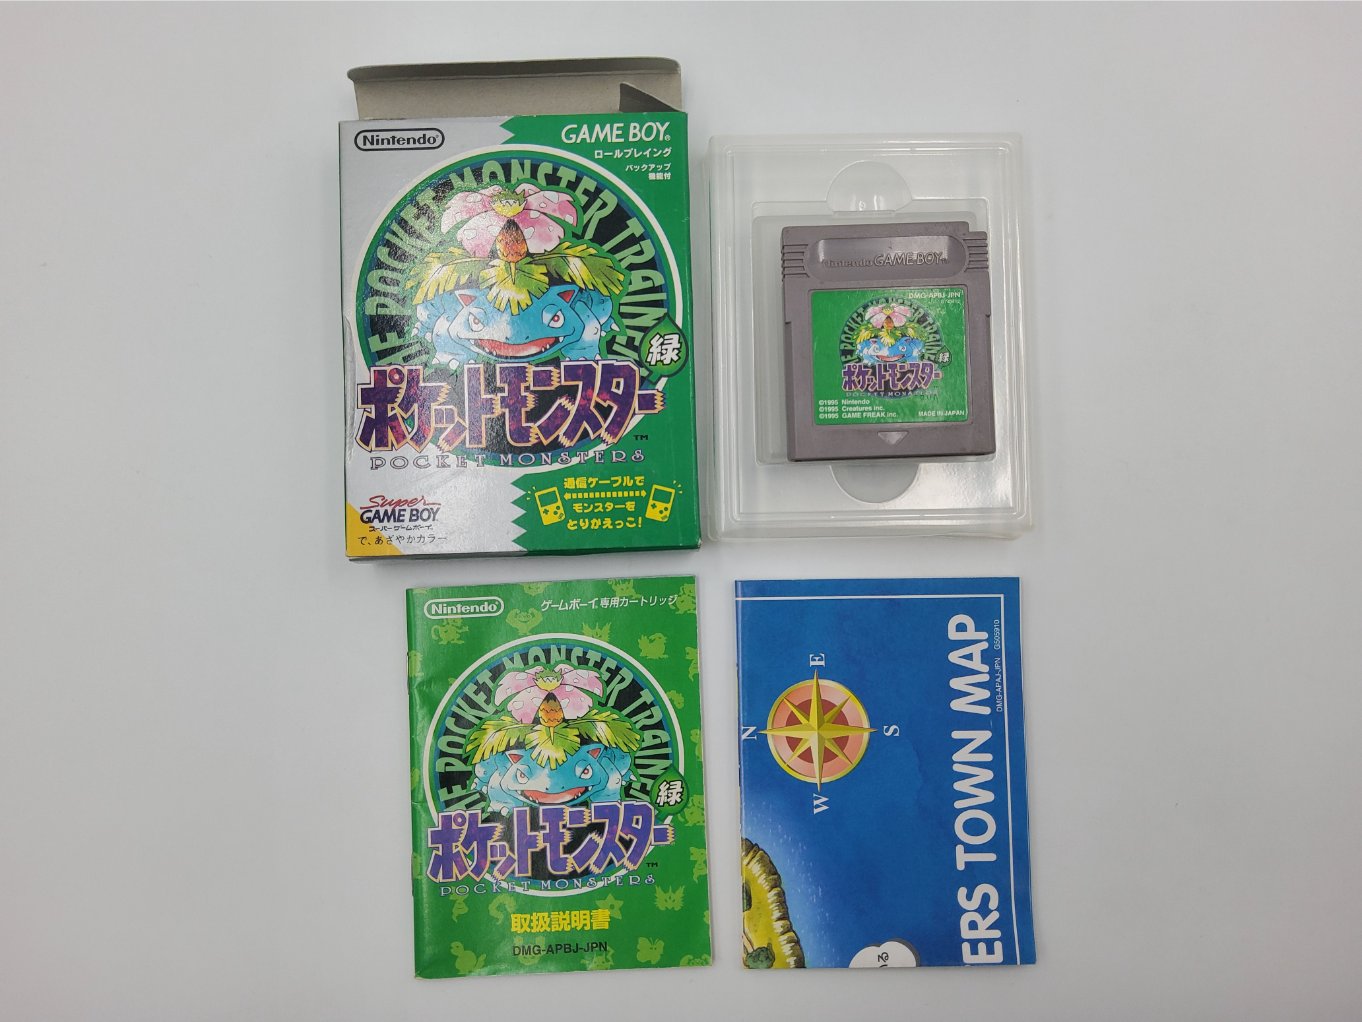 Nintendo®
GAME BOY®
ロールプレイング
バックアップ
機能付
POCKET MONSTER TRAIN
緑
ポケットモンスター
TM
POCKET MONSTERS
Super
GAME BOY
スーパーゲームボーイ
で、あざやかカラー
通信ケーブルで
モンスターを
とりかえっこ!
Nintendo GAME BOY
DMG-APBJ-JPN
POCKET MONSTER TRAIN
緑
ポケットモンスター
POCKET MONSTERS
©1995 Nintendo
©1995 Creatures inc.
©1995 GAME FREAK inc.
MADE IN JAPAN
Nintendo®
ゲームボーイ専用カートリッジ
POCKET MONSTER TRAIN
緑
ポケットモンスター
TM
POCKET MONSTERS
取扱説明書
DMG-APBJ-JPN
N
E
S
W
ERS TOWN MAP
DMG-APAJ-JPN G505910